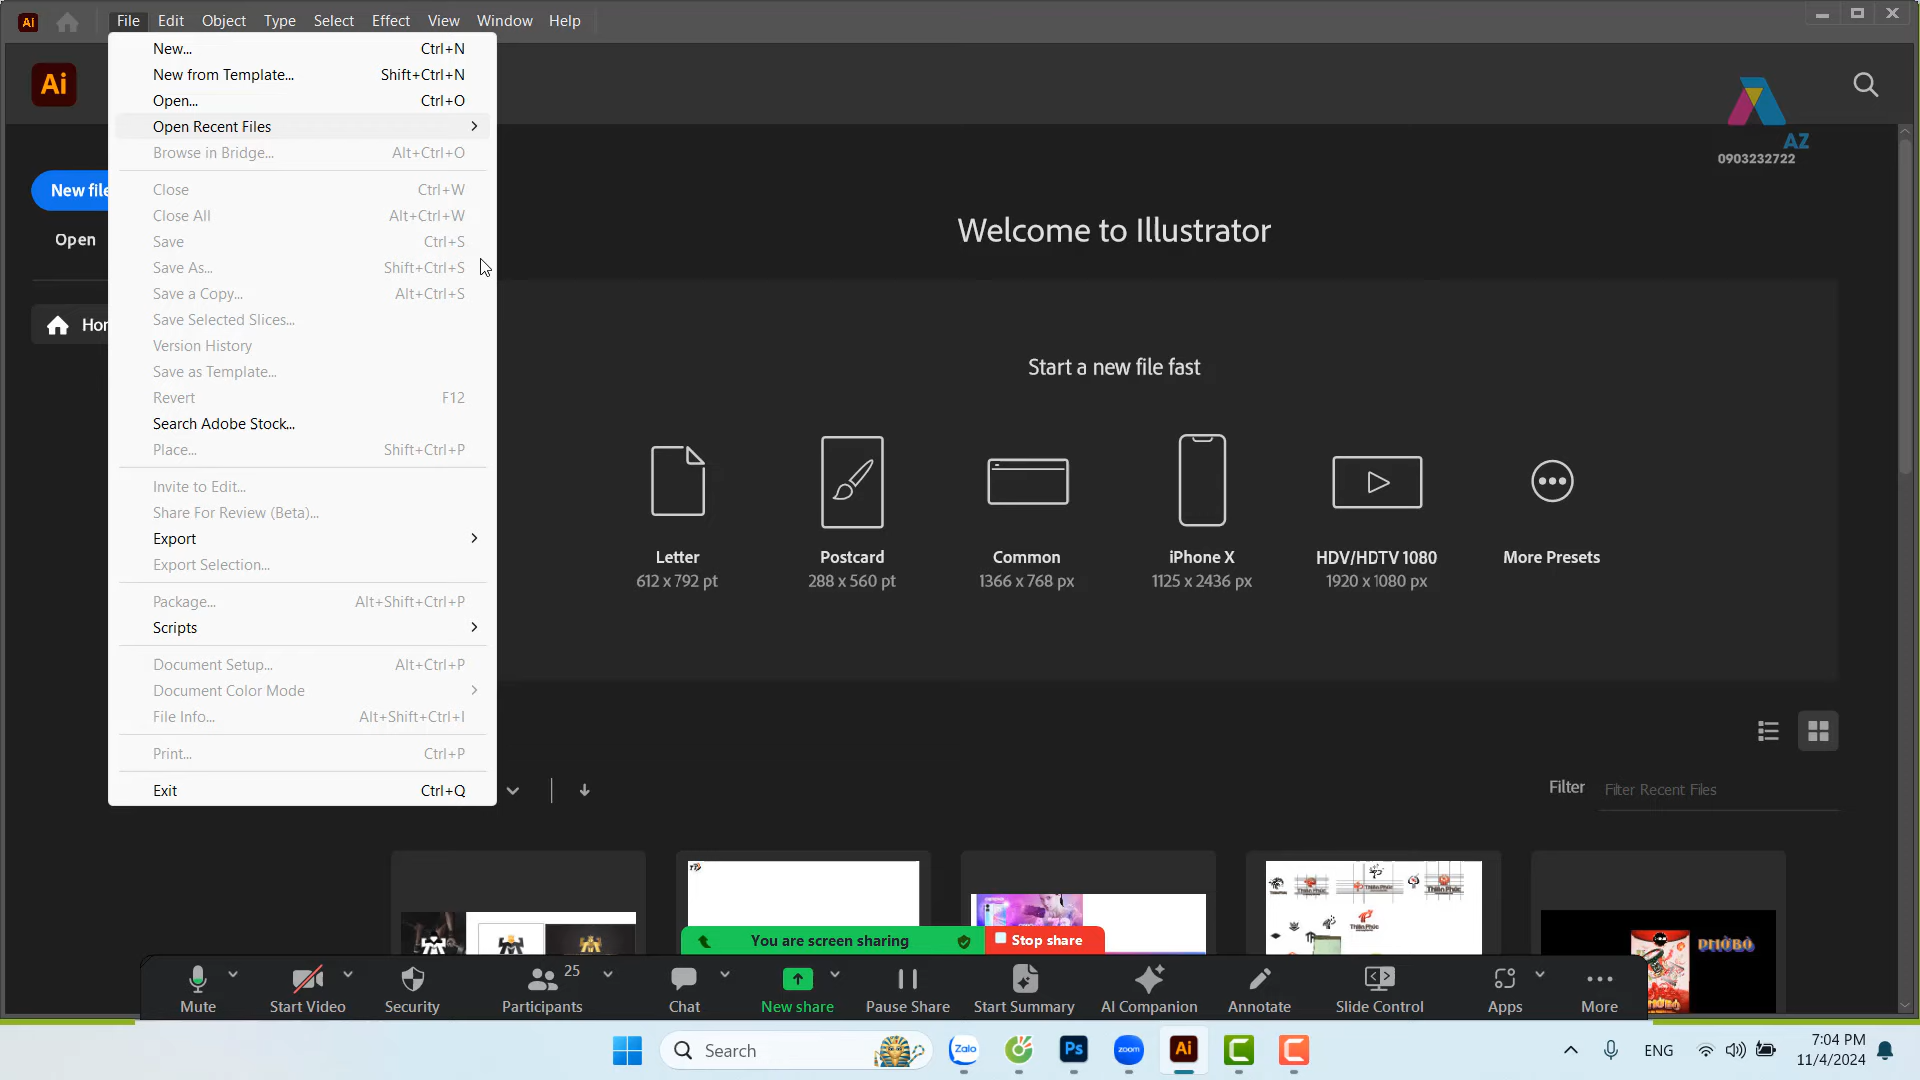 Ai File Edit Object Type Select Effect View Window Help
Ai
New... Ctrl+N
New from Template... Shift+Ctrl+N
Open... Ctrl+O
Open Recent Files
Browse in Bridge... Alt+Ctrl+O
Close Ctrl+W
Close All Alt+Ctrl+W
Save Ctrl+S
Save As... Shift+Ctrl+S
Save a Copy... Alt+Ctrl+S
Save Selected Slices...
Version History
Save as Template...
Revert F12
Search Adobe Stock...
Place... Shift+Ctrl+P
Invite to Edit...
Share For Review (Beta)...
Export
Export Selection...
Package... Alt+Shift+Ctrl+P
Scripts
Document Setup... Alt+Ctrl+P
Document Color Mode
File Info... Alt+Shift+Ctrl+I
Print... Ctrl+P
Exit Ctrl+Q
New file
Open
Hor
AZ
0903232722
Welcome to Illustrator
Start a new file fast
Letter Postcard Common iPhone X HDV/HDTV 1080 More Presets
612 x 792 pt 288 x 560 pt 1366 x 768 px 1125 x 2436 px 1920 x 1080 px
Filter Filter Recent Files
Thiên Phúc
PHỞ BÒ
You are screen sharing Stop share
25
Mute Start Video Security Participants Chat New share Pause Share Start Summary AI Companion Annotate Slide Control Apps More
Search Zalo Ps zoom Ai ENG
7:04 PM
11/4/2024